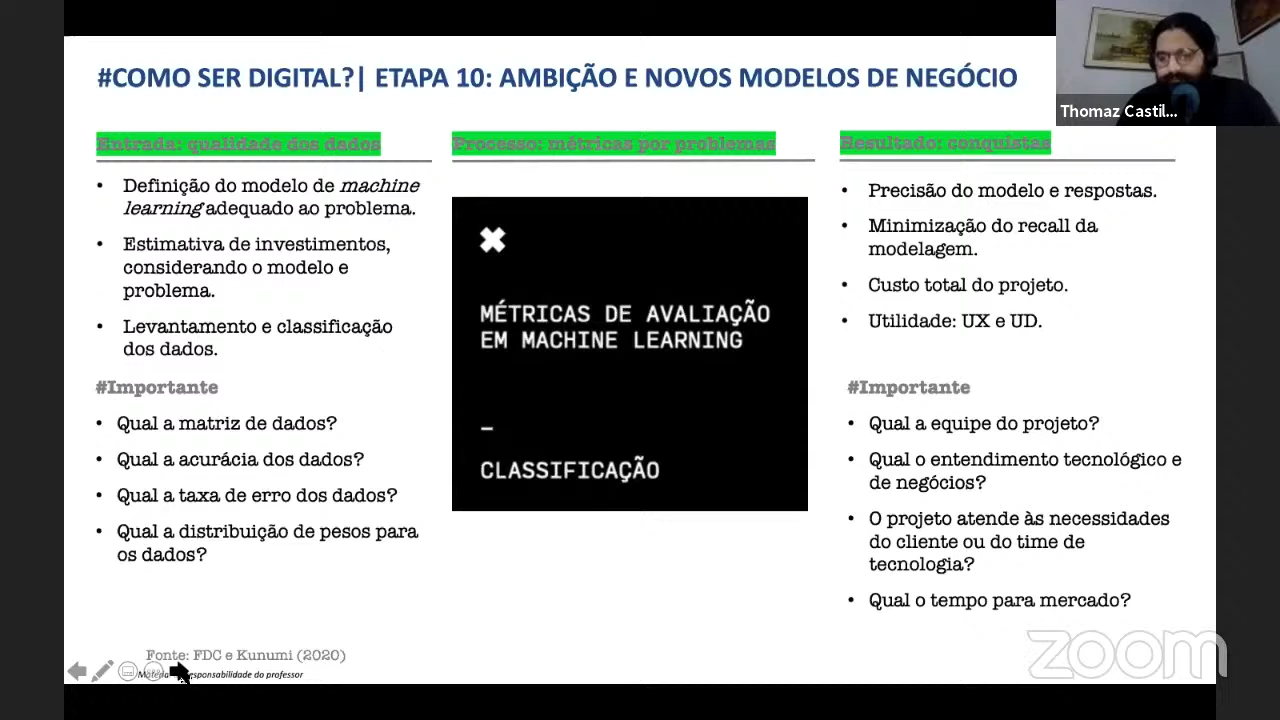 #COMO SER DIGITAL?| ETAPA 10: AMBIÇÃO E NOVOS MODELOS DE NEGÓCIO
Thomaz Castil...
Entrada: qualidade dos dados
• Definição do modelo de machine
learning adequado ao problema.
• Estimativa de investimentos,
considerando o modelo e
problema.
• Levantamento e classificação
dos dados.
#Importante
• Qual a matriz de dados?
• Qual a acurácia dos dados?
• Qual a taxa de erro dos dados?
• Qual a distribuição de pesos para
os dados?
Processo: métricas por problemas
MÉTRICAS DE AVALIAÇÃO
EM MACHINE LEARNING
–
CLASSIFICAÇÃO
Resultado: conquistas
• Precisão do modelo e respostas.
• Minimização do recall da
modelagem.
• Custo total do projeto.
• Utilidade: UX e UD.
#Importante
• Qual a equipe do projeto?
• Qual o entendimento tecnológico e
de negócios?
• O projeto atende às necessidades
do cliente ou do time de
tecnologia?
• Qual o tempo para mercado?
Fonte: FDC e Kunumi (2020)
responsabilidade do professor
zoom